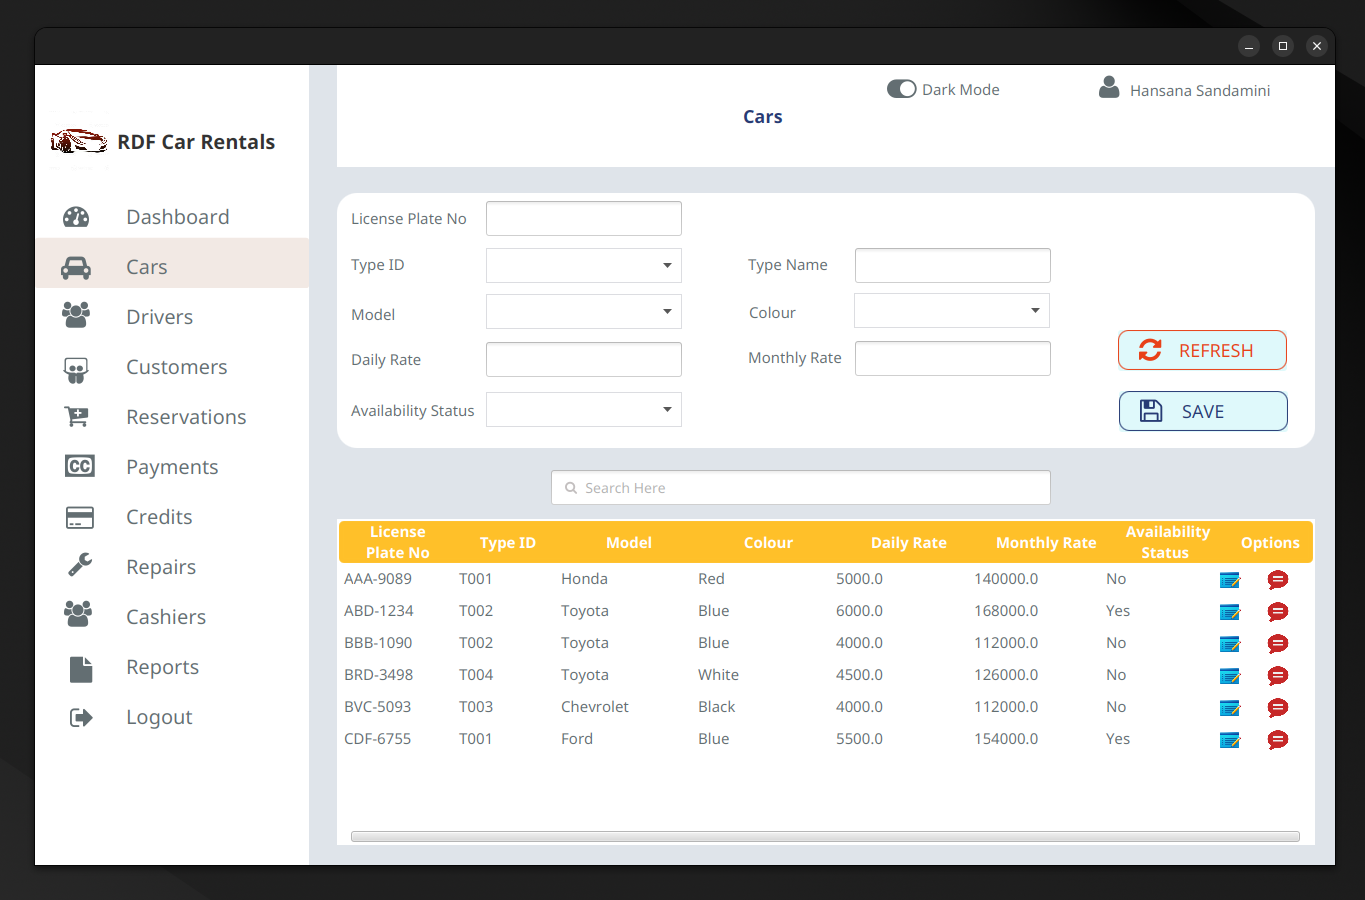 Dark Mode
Hansana Sandamini
Cars
RDF Car Rentals
Dashboard
Cars
Drivers
Customers
Reservations
Payments
Credits
Repairs
Cashiers
Reports
Logout
License Plate No
Type ID
Type Name
Model
Colour
Daily Rate
Monthly Rate
Availability Status
REFRESH
SAVE
Search Here
License Plate No Type ID Model Colour Daily Rate Monthly Rate Availability Status Options
AAA-9089 T001 Honda Red 5000.0 140000.0 No
ABD-1234 T002 Toyota Blue 6000.0 168000.0 Yes
BBB-1090 T002 Toyota Blue 4000.0 112000.0 No
BRD-3498 T004 Toyota White 4500.0 126000.0 No
BVC-5093 T003 Chevrolet Black 4000.0 112000.0 No
CDF-6755 T001 Ford Blue 5500.0 154000.0 Yes